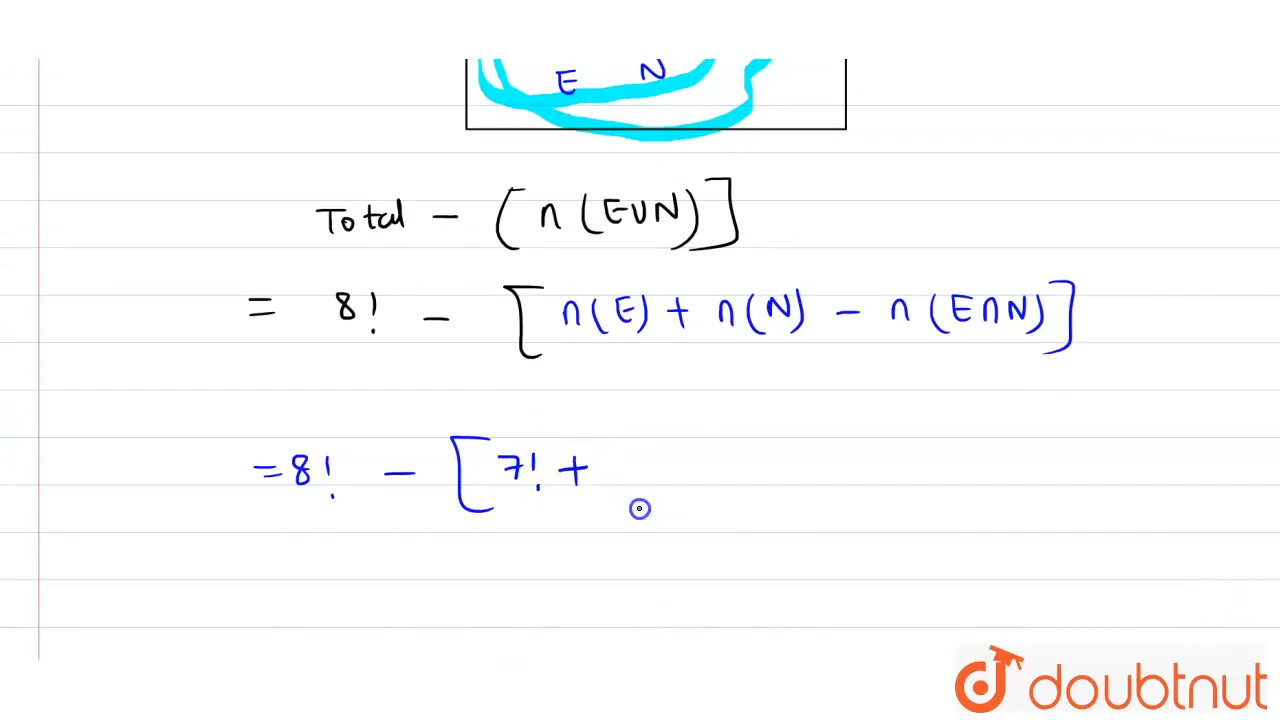 E N
Total - [n(E∪N)]
= 8! - [n(E) + n(N) - n(E∩N)]
= 8! - [7! +
doubtnut